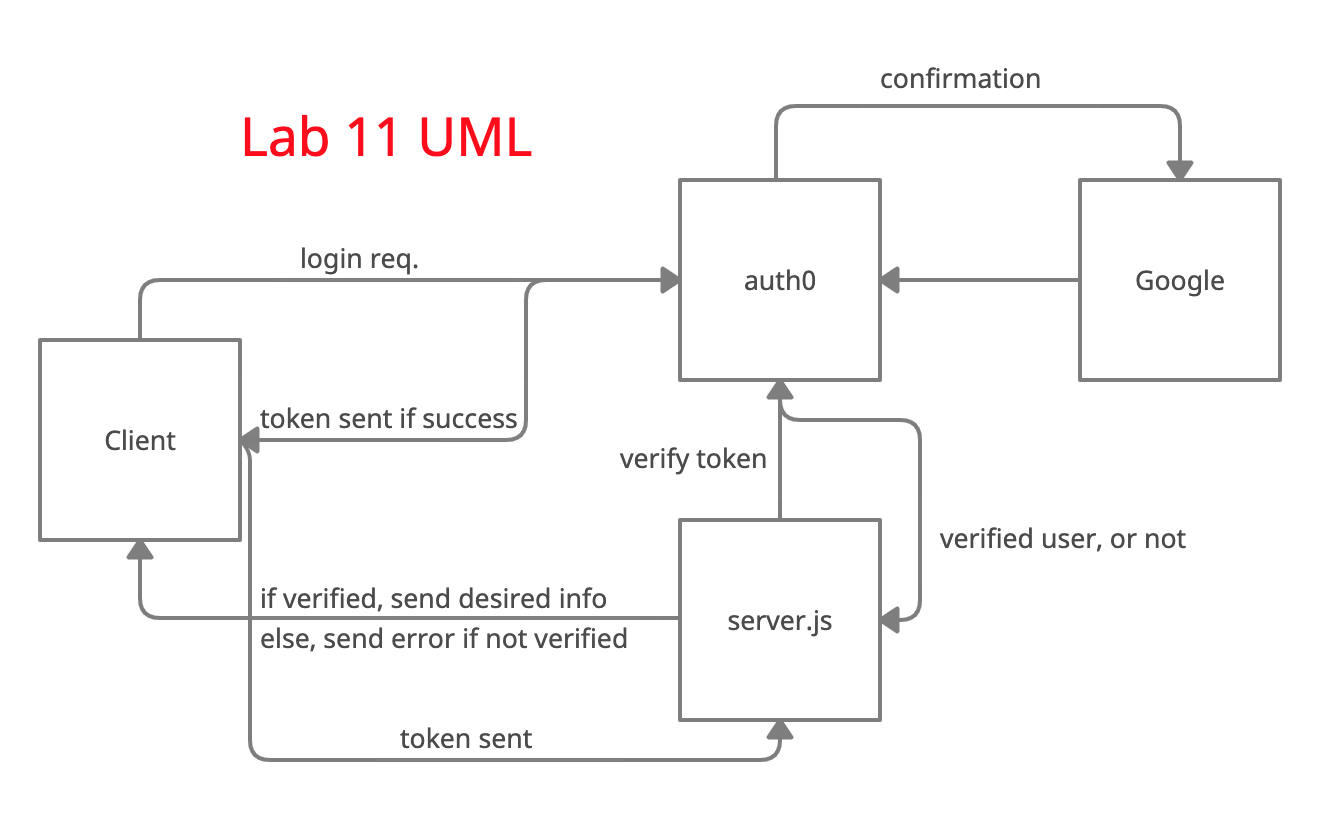 confirmation
Lab 11 UML
login req.
auth0
Google
token sent if success
Client
verify token
verified user, or not
if verified, send desired info
else, send error if not verified
server.js
token sent